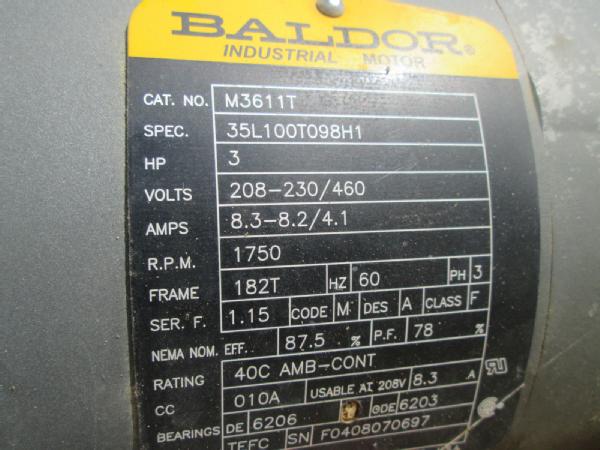 BALDOR®
INDUSTRIAL MOTOR
CAT. NO. M3611T
SPEC. 35L100T098H1
HP 3
VOLTS 208-230/460
AMPS 8.3-8.2/4.1
R.P.M. 1750
FRAME 182T HZ 60 PH 3
SER. F. 1.15 CODE M DES A CLASS F
NEMA NOM. EFF. 87.5 % P.F. 78 %
RATING 40C AMB-CONT
CC 010A USABLE AT 208V 8.3 A
BEARINGS DE 6206 ODE 6203
TEFC SN F0408070697